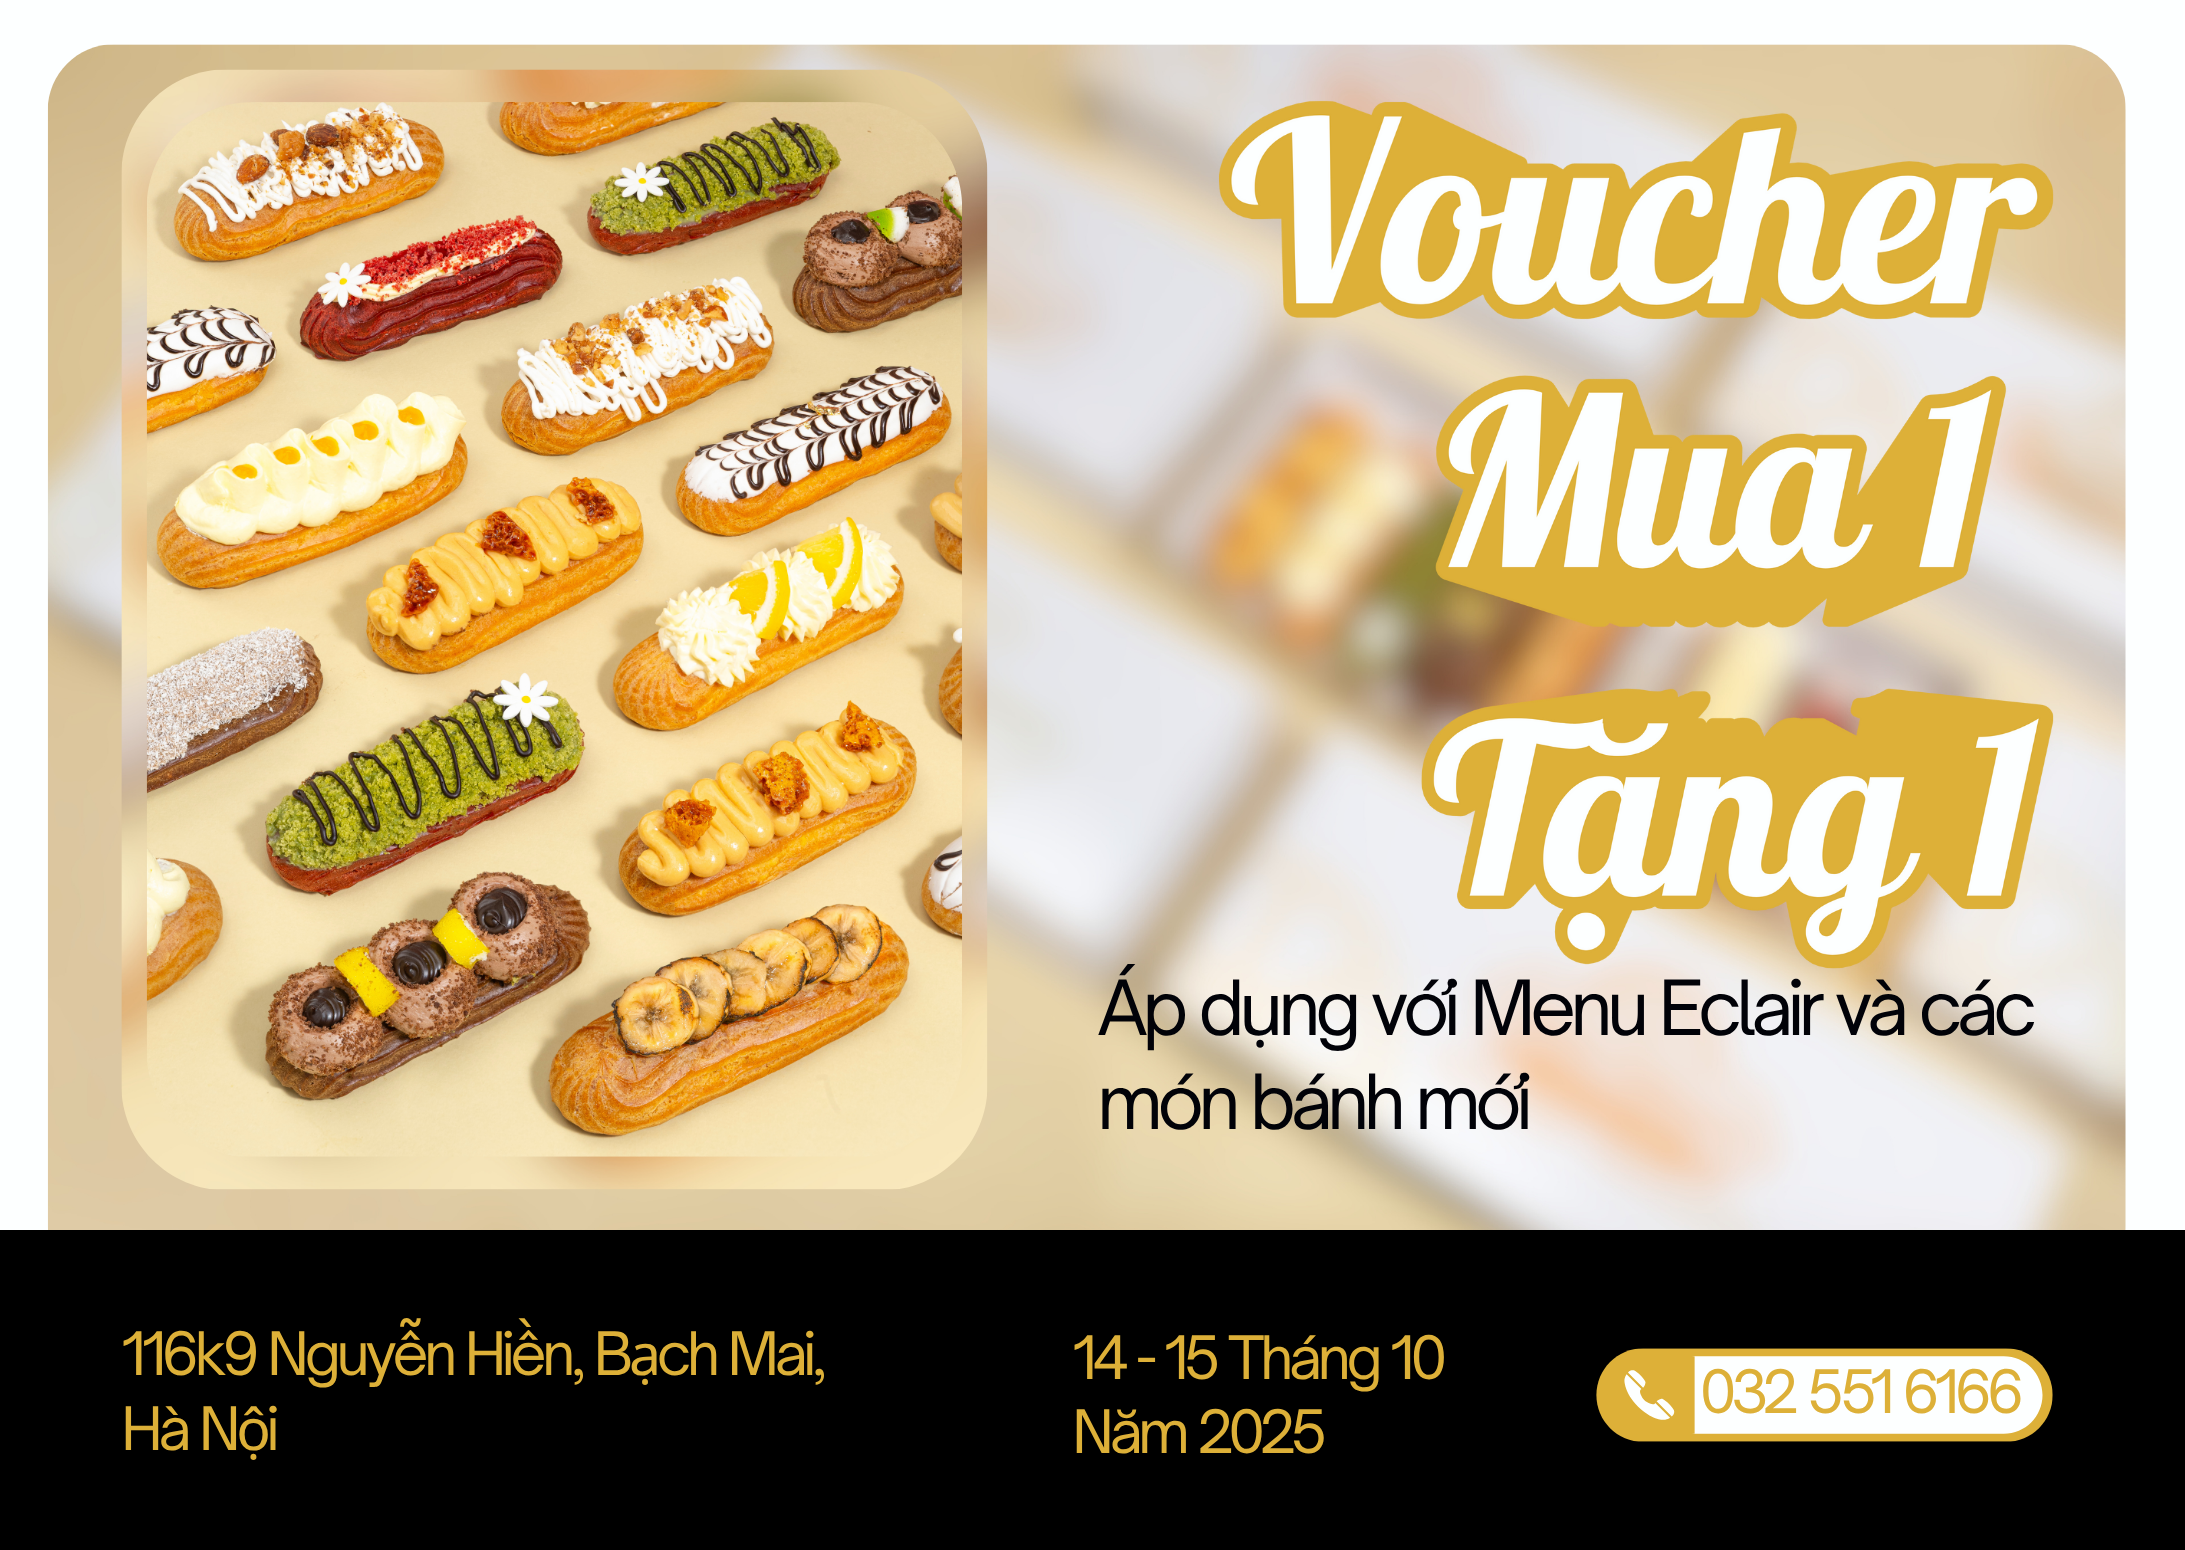 Voucher
Mua 1
Tặng 1
Áp dụng với Menu Eclair và các
món bánh mới
116k9 Nguyễn Hiền, Bạch Mai,
Hà Nội
14 - 15 Tháng 10
Năm 2025
032 551 6166